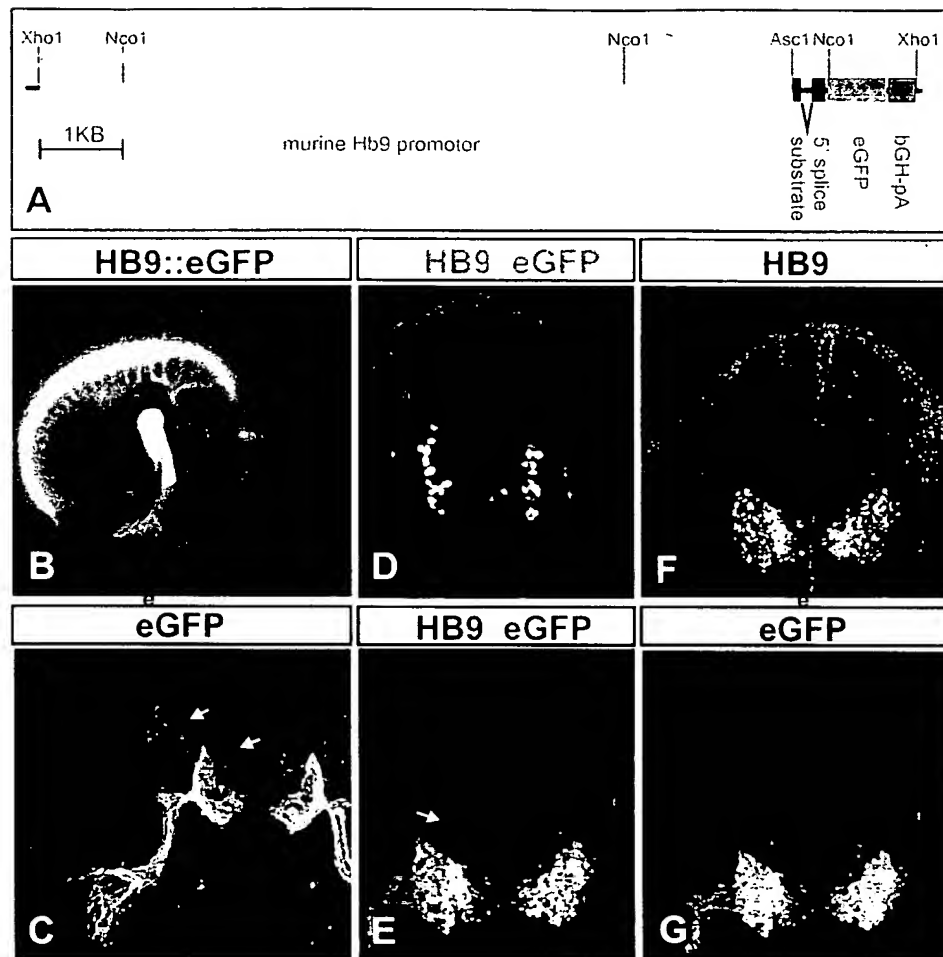 Xho1 Nco1 Nco1 Asc1 Nco1 Xho1
1KB
murine Hb9 promotor
substrate
5' splice
eGFP
bGH-pA
A
HB9::eGFP HB9 eGFP HB9
B D F
e e
eGFP HB9 eGFP eGFP
C E G